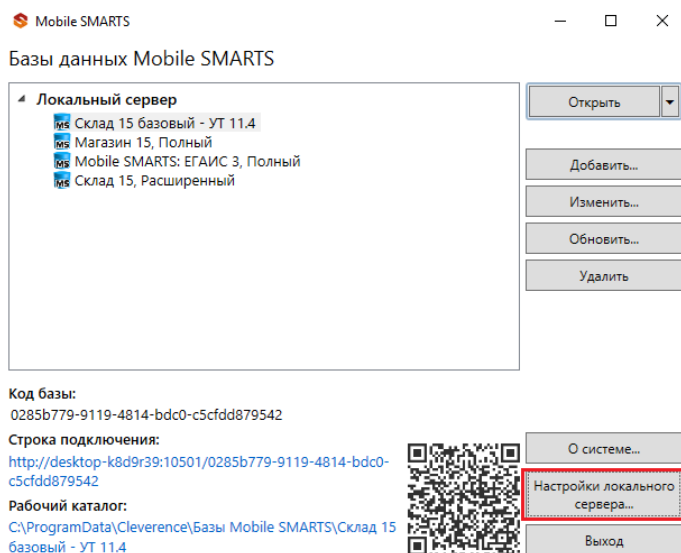 Mobile SMARTS
Базы данных Mobile SMARTS
Локальный сервер
Склад 15 базовый - УТ 11.4
Магазин 15, Полный
Mobile SMARTS: ЕГАИС 3, Полный
Склад 15, Расширенный
Открыть
Добавить...
Изменить...
Обновить...
Удалить
Код базы:
0285b779-9119-4814-bdc0-c5cfdd879542
Строка подключения:
http://desktop-k8d9r39:10501/0285b779-9119-4814-bdc0-
c5cfdd879542
Рабочий каталог:
C:\ProgramData\Cleverence\Базы Mobile SMARTS\Склад 15
базовый - УТ 11.4
О системе...
Настройки локального
сервера...
Выход